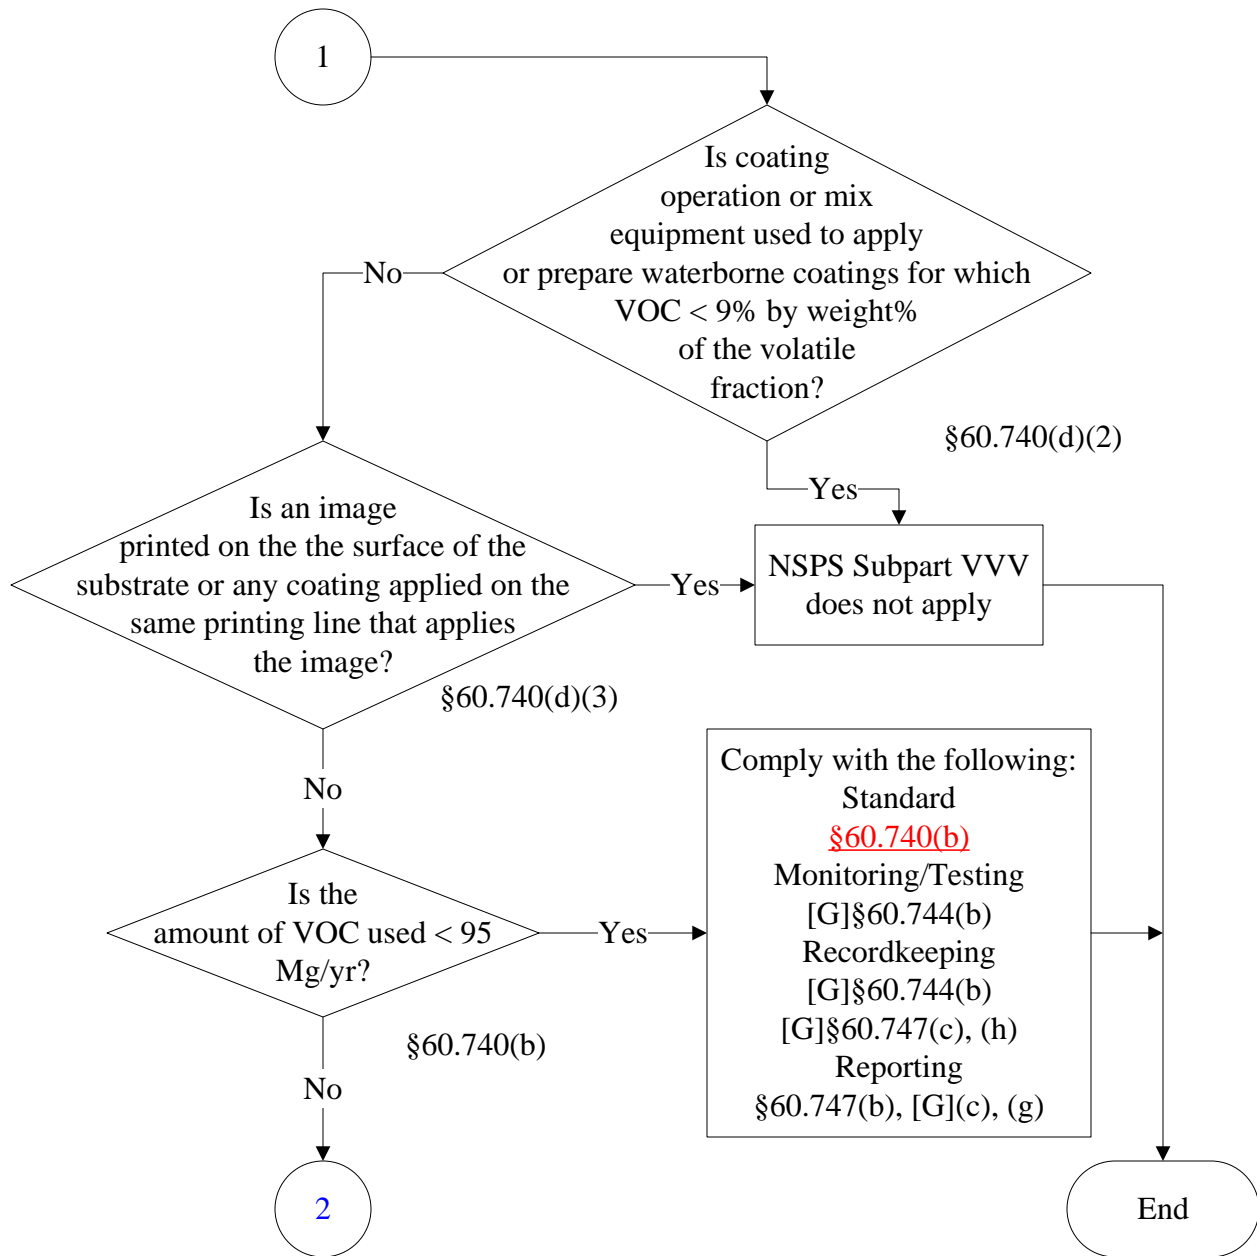 1
Is coating
operation or mix
equipment used to apply
or prepare waterborne coatings for which
VOC < 9% by weight%
of the volatile
fraction?
No
§60.740(d)(2)
Yes
Is an image
printed on the the surface of the
substrate or any coating applied on the
same printing line that applies
the image?
Yes
NSPS Subpart VVV
does not apply
§60.740(d)(3)
No
Comply with the following:
Standard
§60.740(b)
Monitoring/Testing
[G]§60.744(b)
Recordkeeping
[G]§60.744(b)
[G]§60.747(c), (h)
Reporting
§60.747(b), [G](c), (g)
Is the
amount of VOC used < 95
Mg/yr?
Yes
§60.740(b)
No
2
End